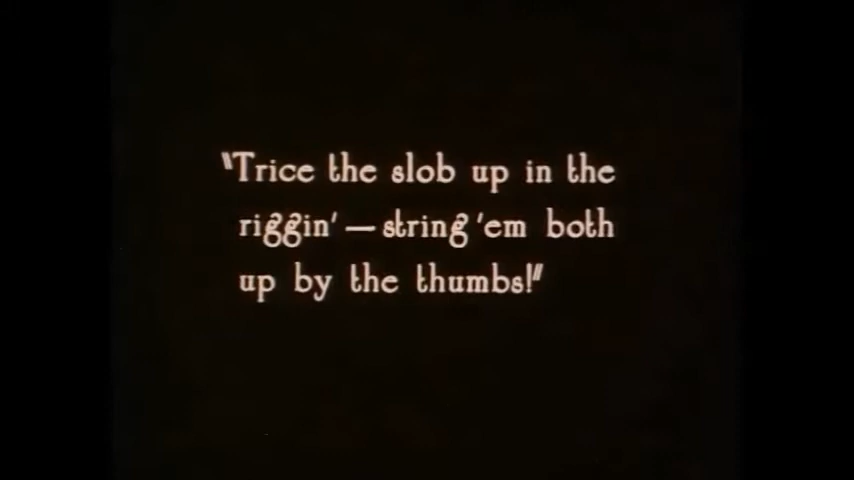 "Trice the slob up in the
riggin' — string 'em both
up by the thumbs!"